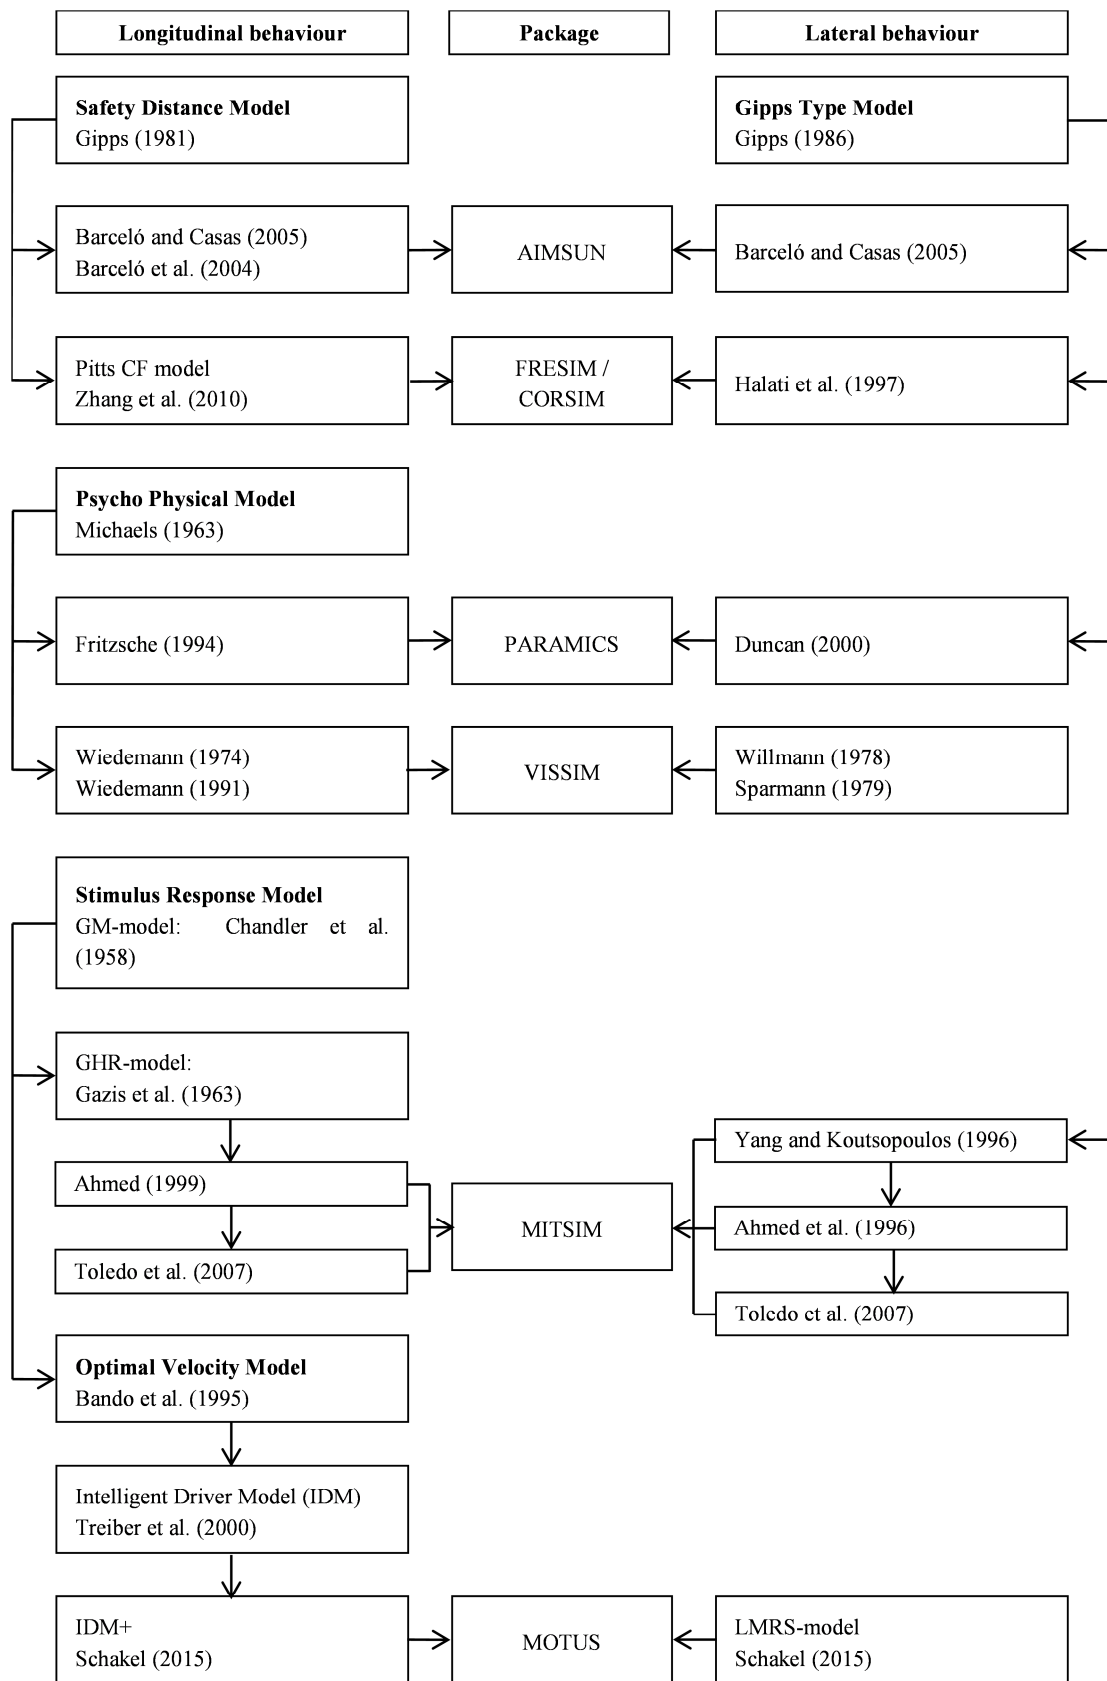 Longitudinal behaviour
Package
Lateral behaviour
Safety Distance Model
Gipps (1981)
Gipps Type Model
Gipps (1986)
Barceló and Casas (2005)
Barceló et al. (2004)
AIMSUN
Barceló and Casas (2005)
Pitts CF model
Zhang et al. (2010)
FRESIM /
CORSIM
Halati et al. (1997)
Psycho Physical Model
Michaels (1963)
Fritzsche (1994)
PARAMICS
Duncan (2000)
Wiedemann (1974)
Wiedemann (1991)
VISSIM
Willmann (1978)
Sparmann (1979)
Stimulus Response Model
GM-model: Chandler et al.
(1958)
GHR-model:
Gazis et al. (1963)
Ahmed (1999)
Toledo et al. (2007)
MITSIM
Yang and Koutsopoulos (1996)
Ahmed et al. (1996)
Toledo et al. (2007)
Optimal Velocity Model
Bando et al. (1995)
Intelligent Driver Model (IDM)
Treiber et al. (2000)
IDM+
Schakel (2015)
MOTUS
LMRS-model
Schakel (2015)